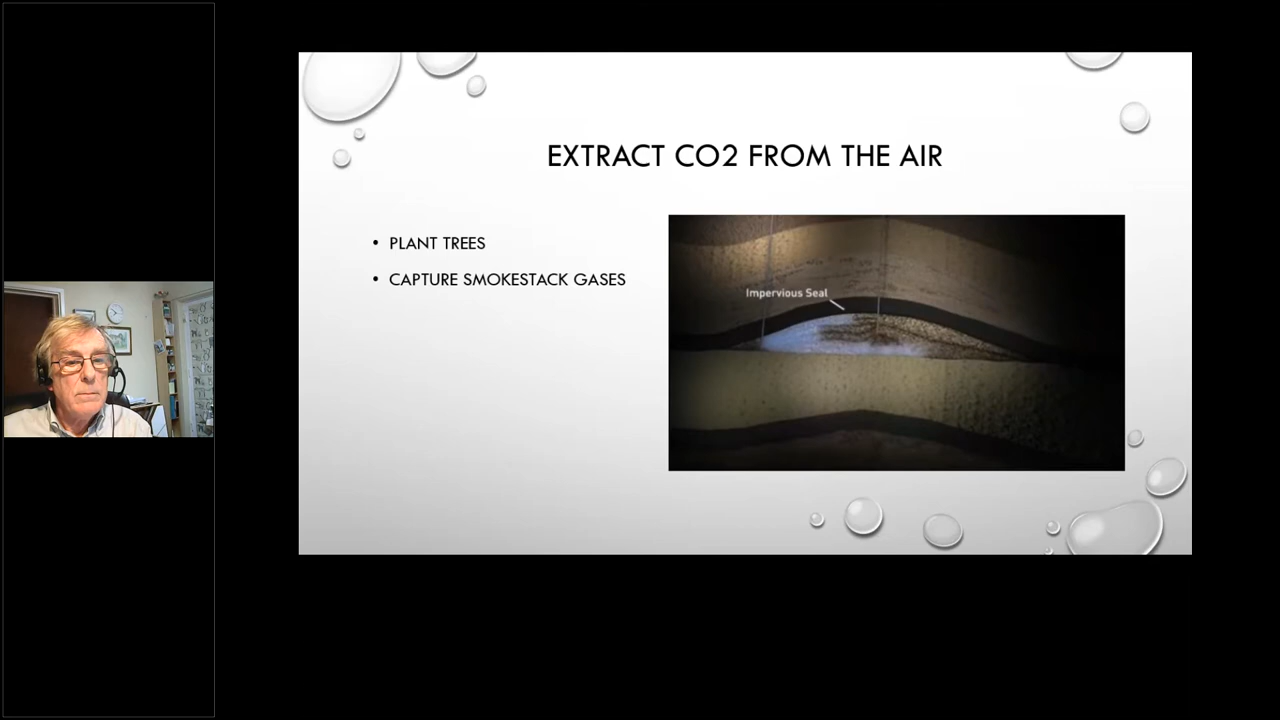 EXTRACT CO2 FROM THE AIR
• PLANT TREES
• CAPTURE SMOKESTACK GASES
Impervious Seal